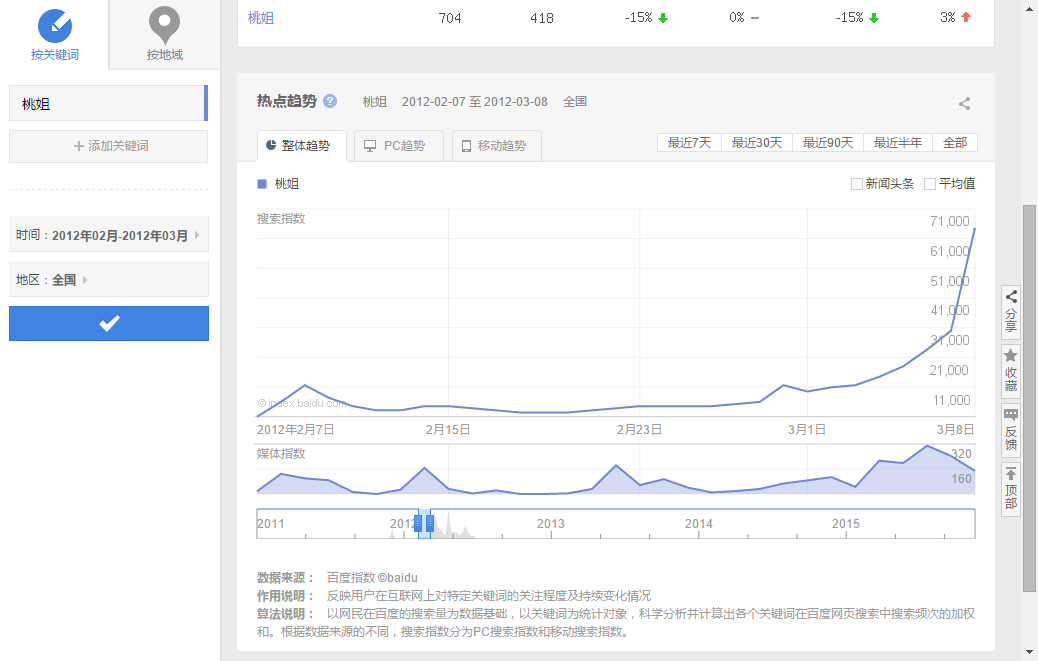 按关键词
按地域
桃姐
添加关键词
时间：2012年02月-2012年03月
地区：全国
桃姐 704 418 -15% 0% – -15% 3%
热点趋势 ? 桃姐 2012-02-07 至 2012-03-08 全国
整体趋势 PC趋势 移动趋势 最近7天 最近30天 最近90天 最近半年 全部
桃姐 新闻头条 平均值
搜索指数
71,000
61,000
51,000
41,000
31,000
21,000
11,000
©index.baidu.com
2012年2月7日 2月15日 2月23日 3月1日 3月8日
媒体指数
320
160
2011 2012 2013 2014 2015
数据来源： 百度指数 ©baidu
作用说明： 反映用户在互联网上对特定关键词的关注程度及持续变化情况
算法说明： 以网民在百度的搜索量为数据基础，以关键词为统计对象，科学分析并计算出各个关键词在百度网页搜索中搜索频次的加权
和。根据数据来源的不同，搜索指数分为PC搜索指数和移动搜索指数。
分享
收藏
反馈
顶部